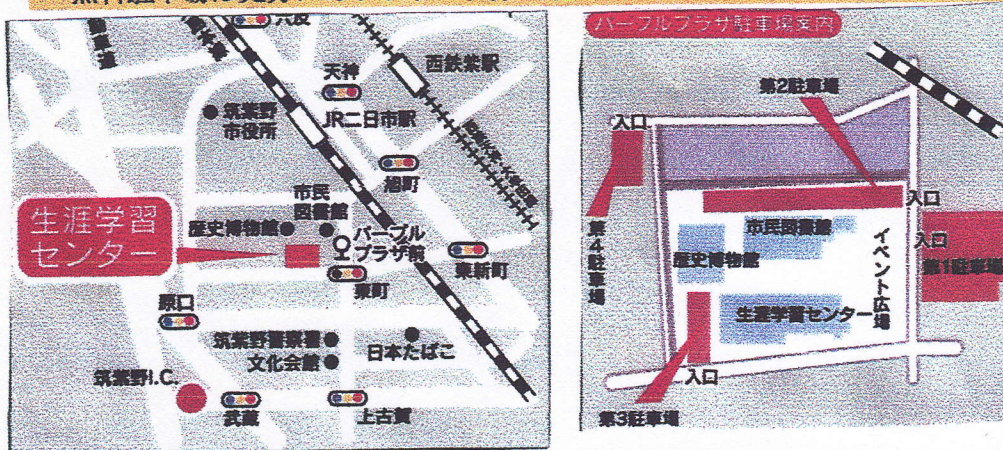 六反
天神
西鉄紫駅
筑紫野
市役所
JR二日市駅
旭町
市民
図書館
生涯学習
センター
歴史博物館
パープル
プラザ前
東新町
東町
原口
筑紫野警察署
文化会館
日本たばこ
筑紫野I.C.
武蔵
上古賀
パープルプラザ駐車場案内
第2駐車場
入口
入口
市民図書館
入口
第4駐車場
歴史博物館
イベント広場
第1駐車場
生涯学習センター
入口
第3駐車場